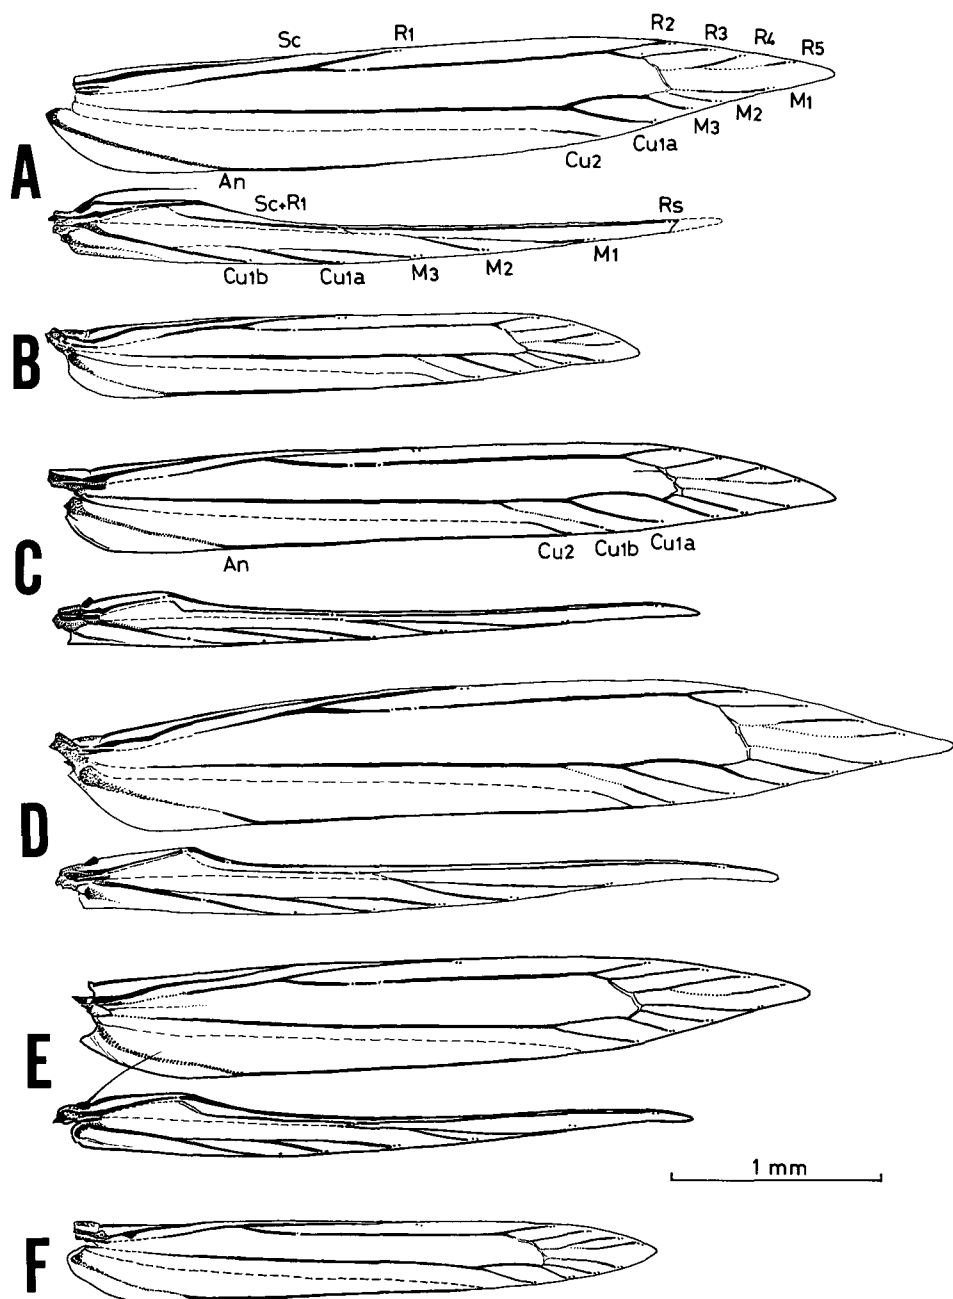 Sc R1 R2 R3 R4 R5
M1
M2
M3
Cu1a
Cu2
A
An
Sc+R1 Rs
Cu1b Cu1a M3 M2 M1
B
C
An Cu2 Cu1b Cu1a
D
E
1 mm
F